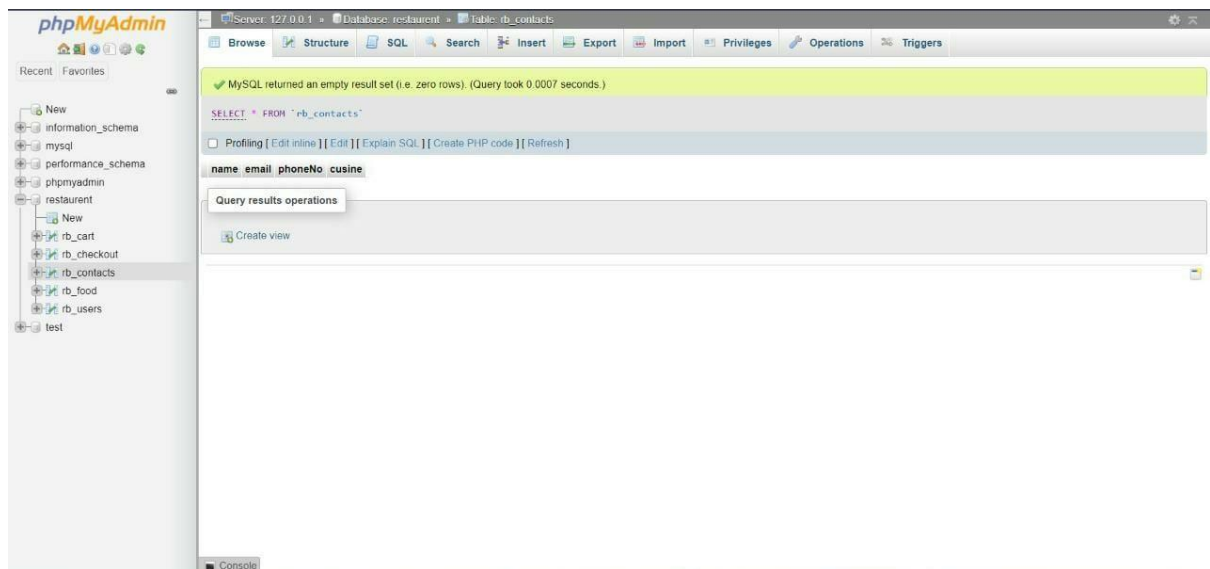 phpMyAdmin
Recent Favorites
New
information_schema
mysql
performance_schema
phpmyadmin
restaurent
New
rb_cart
rb_checkout
rb_contacts
rb_food
rb_users
test
Server: 127.0.0.1 » Database: restaurent » Table: rb_contacts
Browse Structure SQL Search Insert Export Import Privileges Operations Triggers
MySQL returned an empty result set (i.e. zero rows). (Query took 0.0007 seconds.)
SELECT * FROM `rb_contacts`
Profiling [ Edit inline ] [ Edit ] [ Explain SQL ] [ Create PHP code ] [ Refresh ]
name email phoneNo cusine
Query results operations
Create view
Console